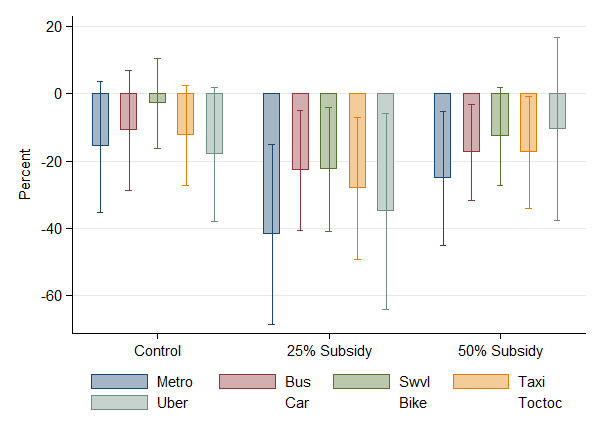 20
0
-20
-40
-60
Percent
Control 25% Subsidy 50% Subsidy
Metro Bus Swvl Taxi
Uber Car Bike Toctoc